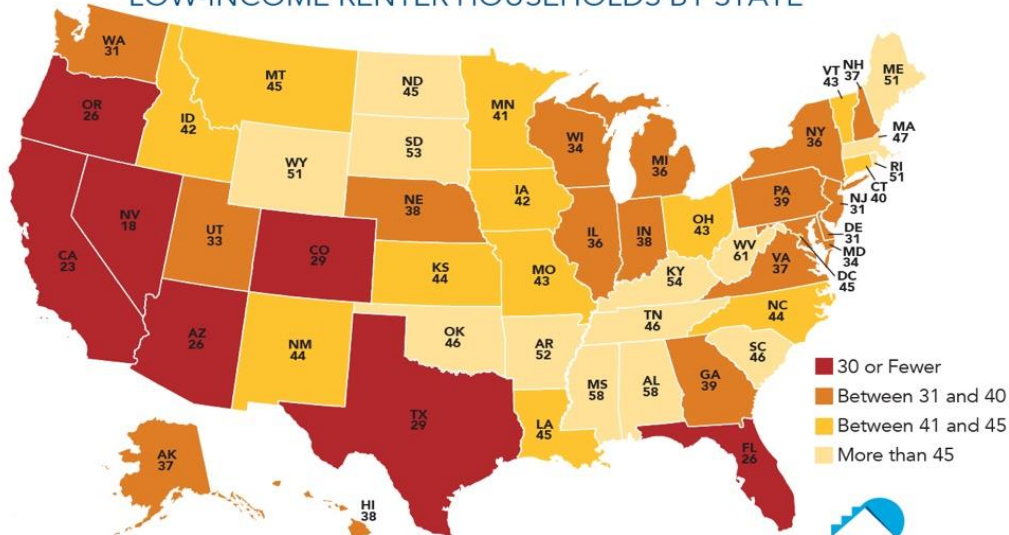 LOW-INCOME RENTER HOUSEHOLDS BY STATE
WA
31
OR
26
CA
23
NV
18
ID
42
MT
45
WY
51
UT
33
AZ
26
CO
29
NM
44
ND
45
SD
53
NE
38
KS
44
OK
46
TX
29
MN
41
IA
42
MO
43
AR
52
LA
45
WI
34
IL
36
MI
36
IN
38
OH
43
KY
54
TN
46
MS
58
AL
58
GA
39
FL
26
SC
46
NC
44
VA
37
WV
61
PA
39
NY
36
VT
43
NH
37
ME
51
MA
47
RI
51
CT
40
NJ
31
DE
31
MD
34
DC
45
AK
37
HI
38
30 or Fewer
Between 31 and 40
Between 41 and 45
More than 45